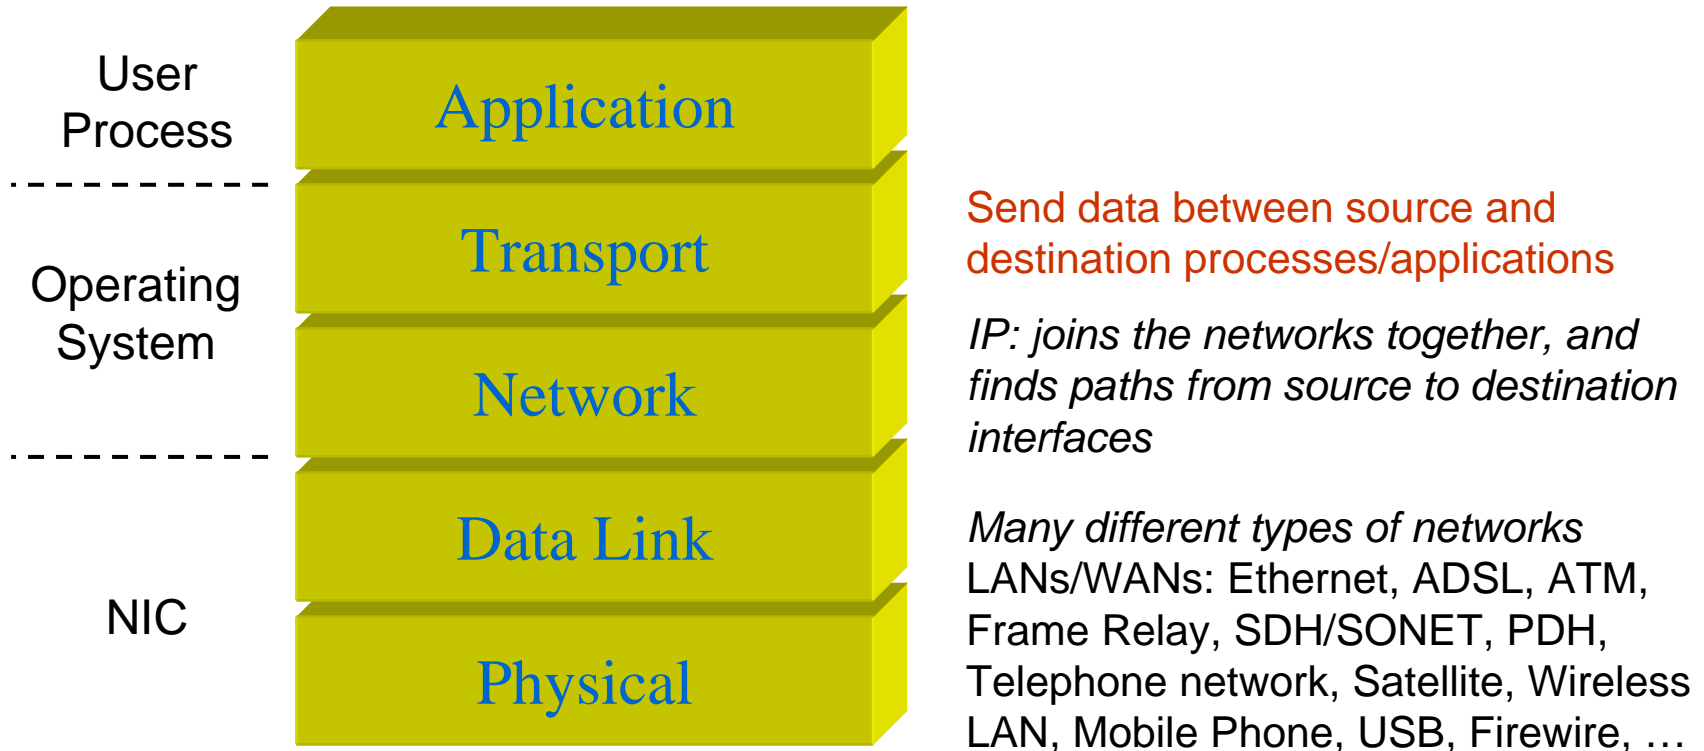 User
Process
Application
Operating
System
Transport
Send data between source and
destination processes/applications
Network
IP: joins the networks together, and
finds paths from source to destination
interfaces
NIC
Data Link
Physical
Many different types of networks
LANs/WANs: Ethernet, ADSL, ATM,
Frame Relay, SDH/SONET, PDH,
Telephone network, Satellite, Wireless
LAN, Mobile Phone, USB, Firewire, …